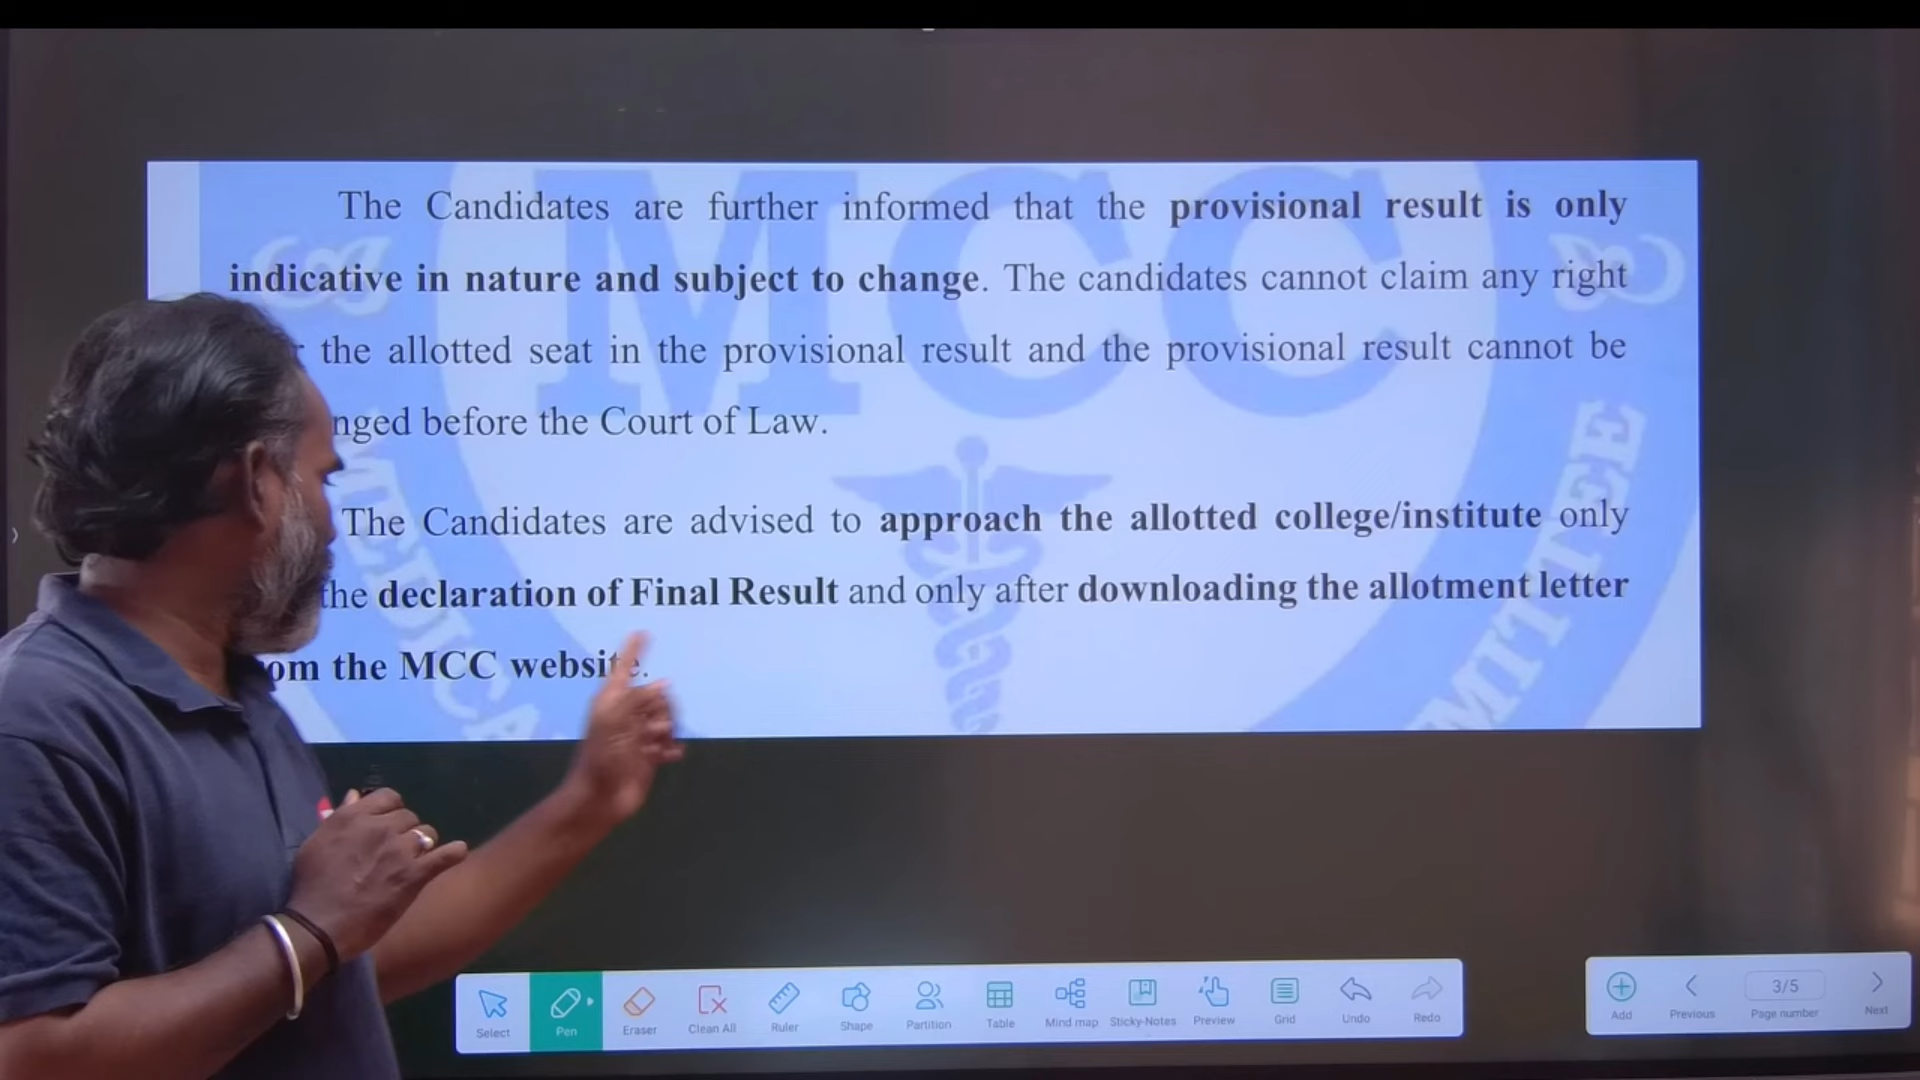 The Candidates are further informed that the provisional result is only
indicative in nature and subject to change. The candidates cannot claim any right
the allotted seat in the provisional result and the provisional result cannot be
nged before the Court of Law.
The Candidates are advised to approach the allotted college/institute only
the declaration of Final Result and only after downloading the allotment letter
om the MCC website.
MCC
MEDICA
MITTEE
Select
Pen
Eraser
Clean All
Ruler
Shape
Partition
Table
Mind map
Sticky-Notes
Preview
Grid
Undo
Redo
Add
Previous
3/5
Page number
Next